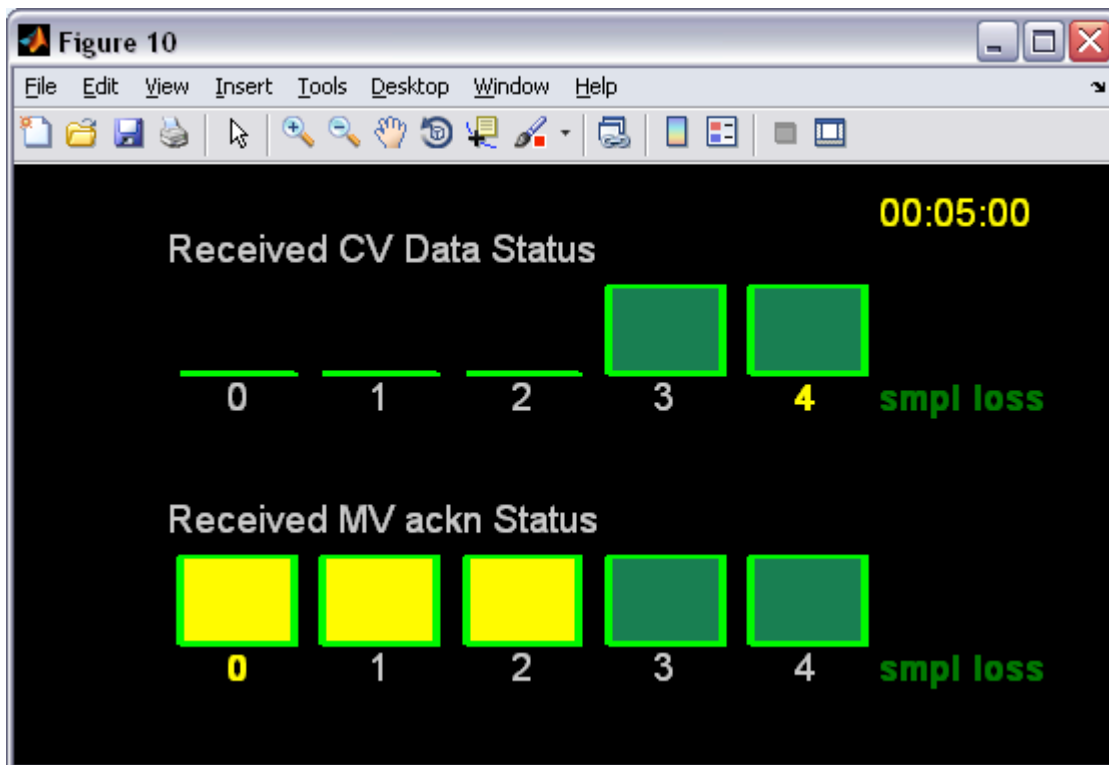 Figure 10
File Edit View Insert Tools Desktop Window Help
00:05:00
Received CV Data Status
0 1 2 3 4 smpl loss
Received MV ackn Status
0 1 2 3 4 smpl loss